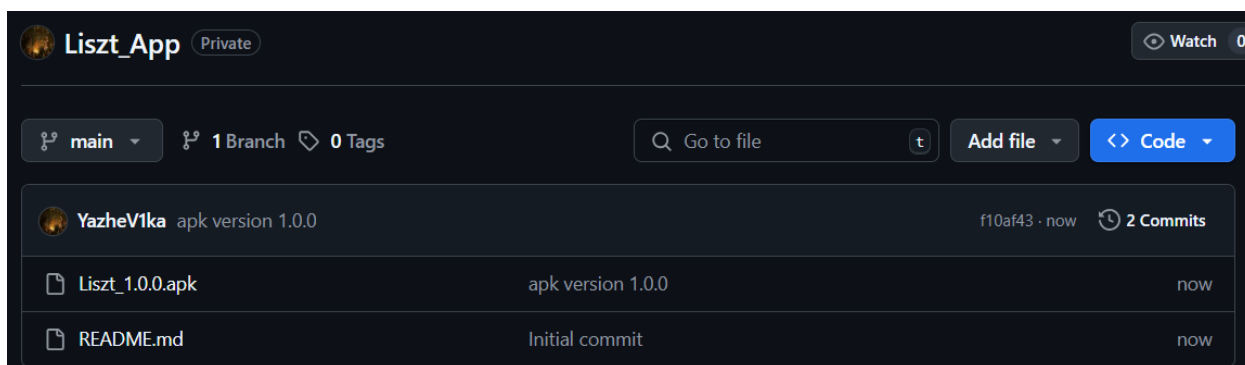 Liszt_App Private Watch 0
main 1 Branch 0 Tags Go to file t Add file <> Code
YazheV1ka apk version 1.0.0 f10af43 · now 2 Commits
Liszt_1.0.0.apk apk version 1.0.0 now
README.md Initial commit now